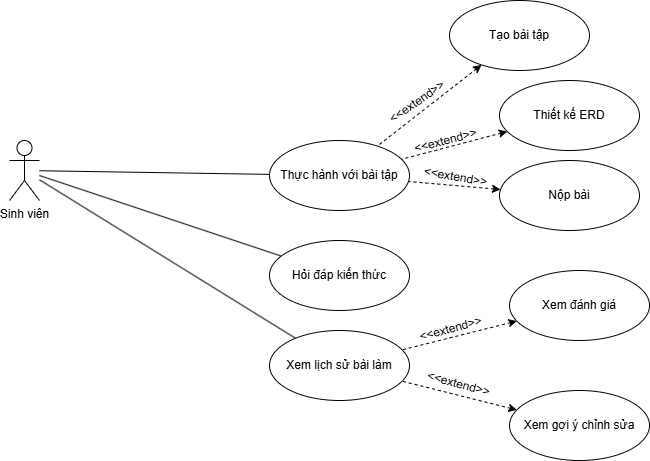 Tạo bài tập
<<extend>>
Thiết kế ERD
<<extend>>
Sinh viên
Thực hành với bài tập
<<extend>>
Nộp bài
Hỏi đáp kiến thức
Xem đánh giá
<<extend>>
Xem lịch sử bài làm
<<extend>>
Xem gợi ý chỉnh sửa